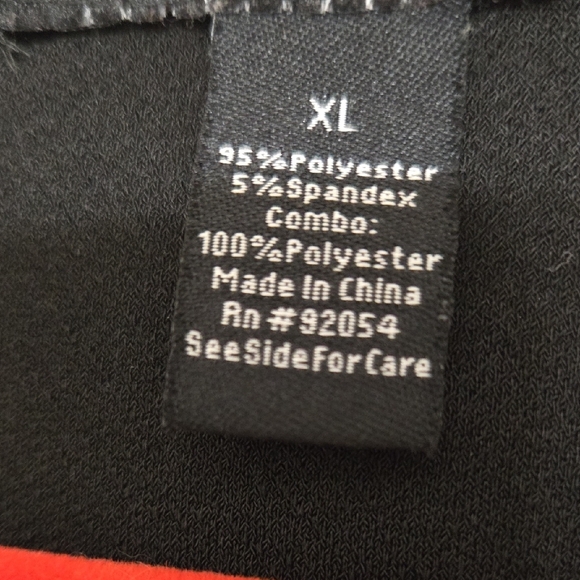 XL
95%Polyester
5%Spandex
Combo:
100%Polyester
Made In China
Rn #92054
SeeSideForCare